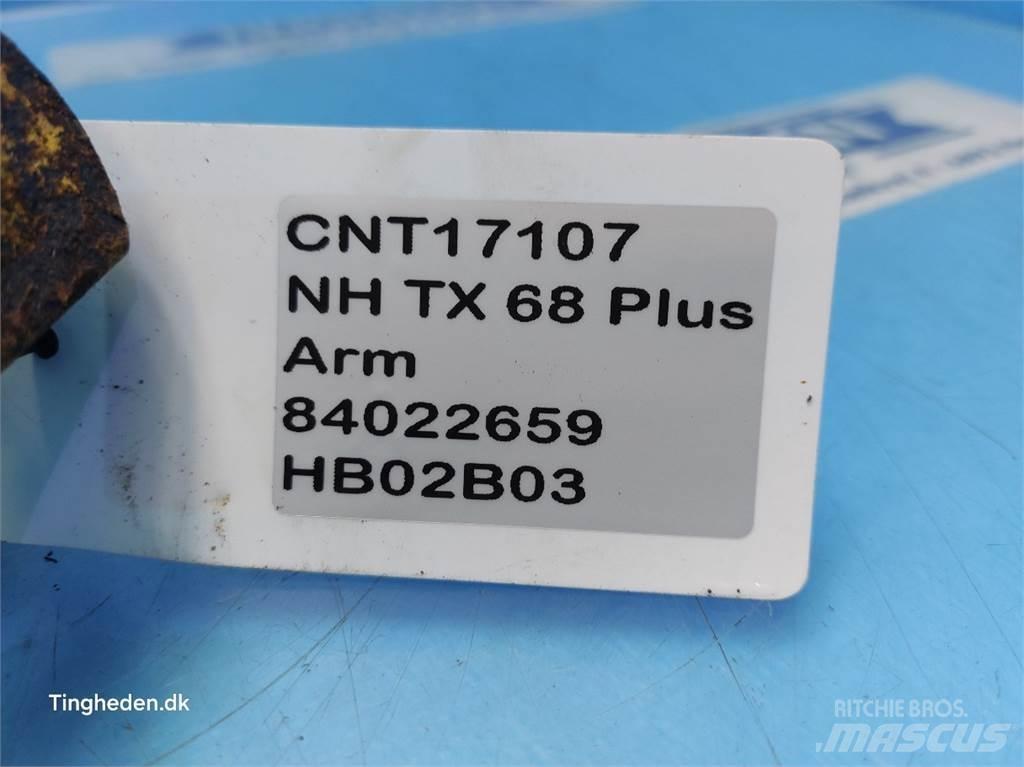 CNT17107
NH TX 68 Plus
Arm
84022659
HB02B03
Tingheden.dk
RITCHIE BROS.
MASCUS